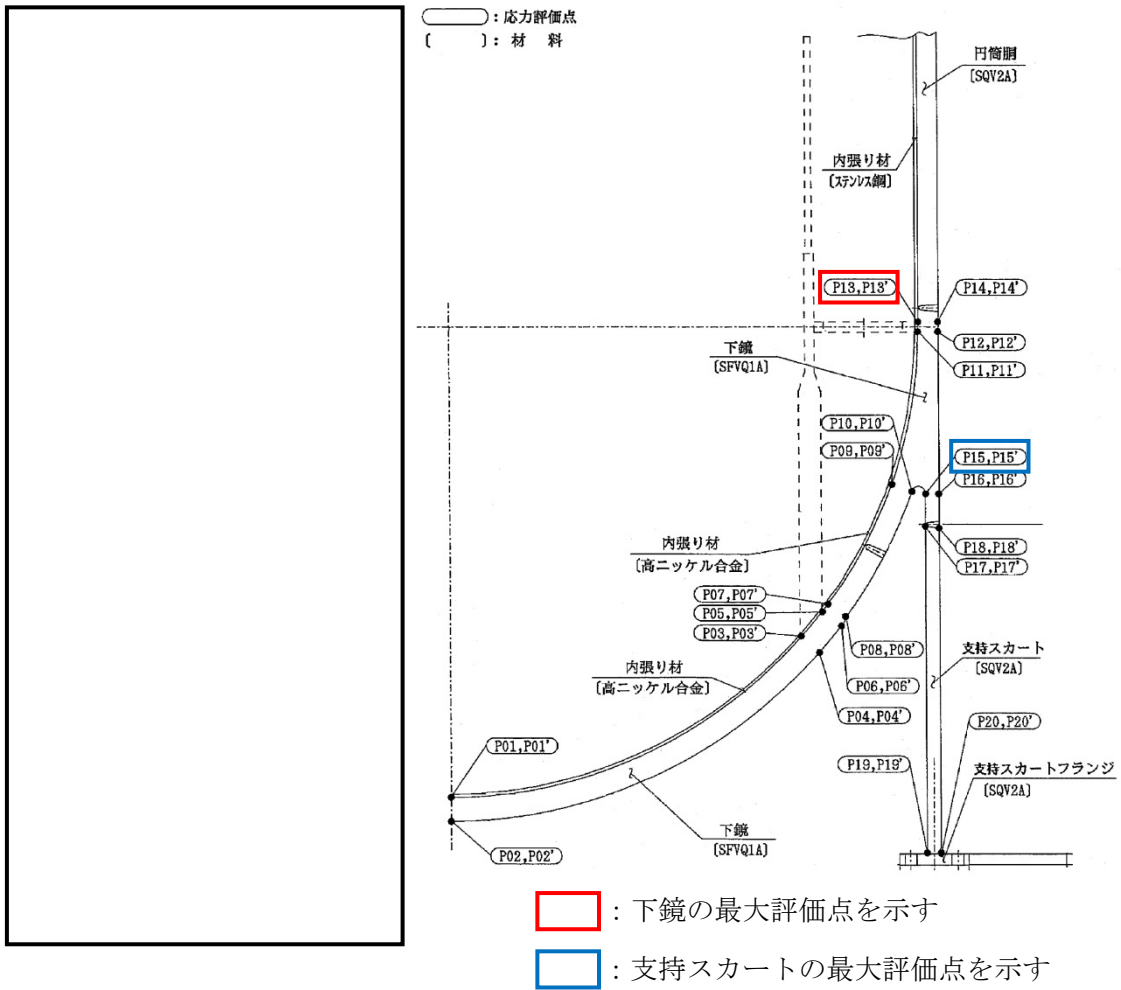 ：応力評価点
〔　　〕：材　料
円筒胴
〔SQV2A〕
内張り材
〔ステンレス鋼〕
P13,P13'
P14,P14'
P12,P12'
P11,P11'
下鏡
〔SFVQ1A〕
P10,P10'
P09,P09'
P15,P15'
P16,P16'
内張り材
〔高ニッケル合金〕
P18,P18'
P17,P17'
P07,P07'
P05,P05'
P03,P03'
P08,P08'
P06,P06'
P04,P04'
支持スカート
〔SQV2A〕
内張り材
〔高ニッケル合金〕
P01,P01'
P02,P02'
P20,P20'
P19,P19'
支持スカートフランジ
〔SQV2A〕
下鏡
〔SFVQ1A〕
：下鏡の最大評価点を示す
：支持スカートの最大評価点を示す